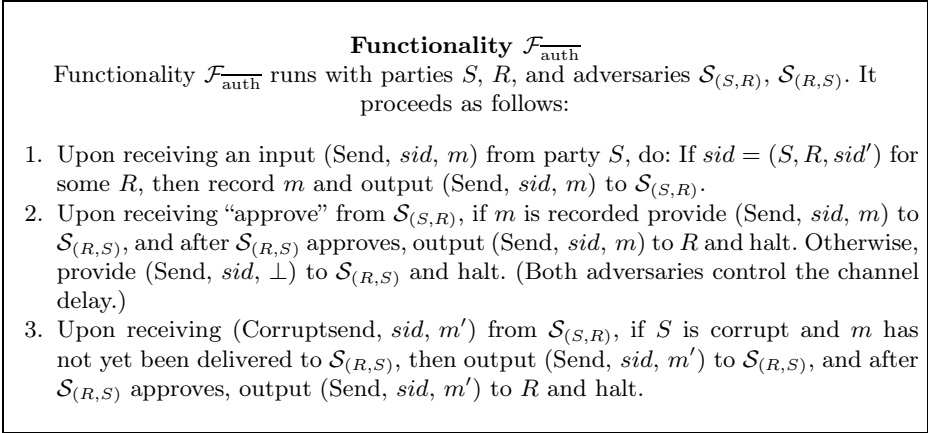 Functionality $\mathcal{F}_{\overline{\text{auth}}}$
Functionality $\mathcal{F}_{\overline{\text{auth}}}$ runs with parties $S$, $R$, and adversaries $\mathcal{S}_{(S,R)}$, $\mathcal{S}_{(R,S)}$. It
proceeds as follows:
1. Upon receiving an input (Send, $sid$, $m$) from party $S$, do: If $sid = (S, R, sid')$ for
some $R$, then record $m$ and output (Send, $sid$, $m$) to $\mathcal{S}_{(S,R)}$.
2. Upon receiving “approve” from $\mathcal{S}_{(S,R)}$, if $m$ is recorded provide (Send, $sid$, $m$) to
$\mathcal{S}_{(R,S)}$, and after $\mathcal{S}_{(R,S)}$ approves, output (Send, $sid$, $m$) to $R$ and halt. Otherwise,
provide (Send, $sid$, $\perp$) to $\mathcal{S}_{(R,S)}$ and halt. (Both adversaries control the channel
delay.)
3. Upon receiving (Corruptsend, $sid$, $m'$) from $\mathcal{S}_{(S,R)}$, if $S$ is corrupt and $m$ has
not yet been delivered to $\mathcal{S}_{(R,S)}$, then output (Send, $sid$, $m'$) to $\mathcal{S}_{(R,S)}$, and after
$\mathcal{S}_{(R,S)}$ approves, output (Send, $sid$, $m'$) to $R$ and halt.